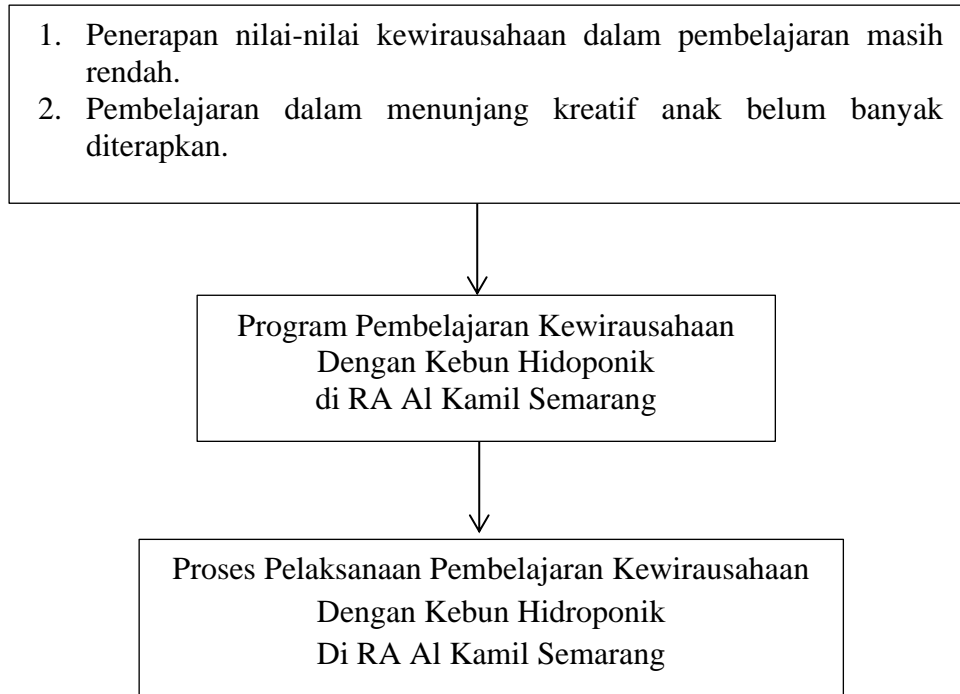 1. Penerapan nilai-nilai kewirausahaan dalam pembelajaran masih
rendah.
2. Pembelajaran dalam menunjang kreatif anak belum banyak
diterapkan.
Program Pembelajaran Kewirausahaan
Dengan Kebun Hidoponik
di RA Al Kamil Semarang
Proses Pelaksanaan Pembelajaran Kewirausahaan
Dengan Kebun Hidroponik
Di RA Al Kamil Semarang